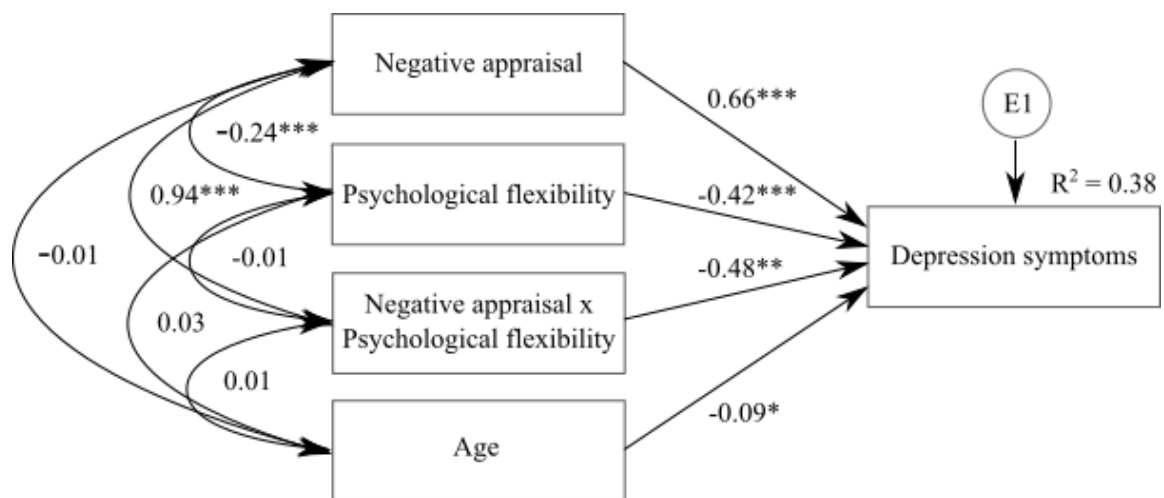 Negative appraisal
0.66***
E1
-0.24***
R² = 0.38
Psychological flexibility
0.94***
-0.42***
Depression symptoms
-0.01
-0.01
-0.48**
Negative appraisal x
Psychological flexibility
0.03
0.01
-0.09*
Age